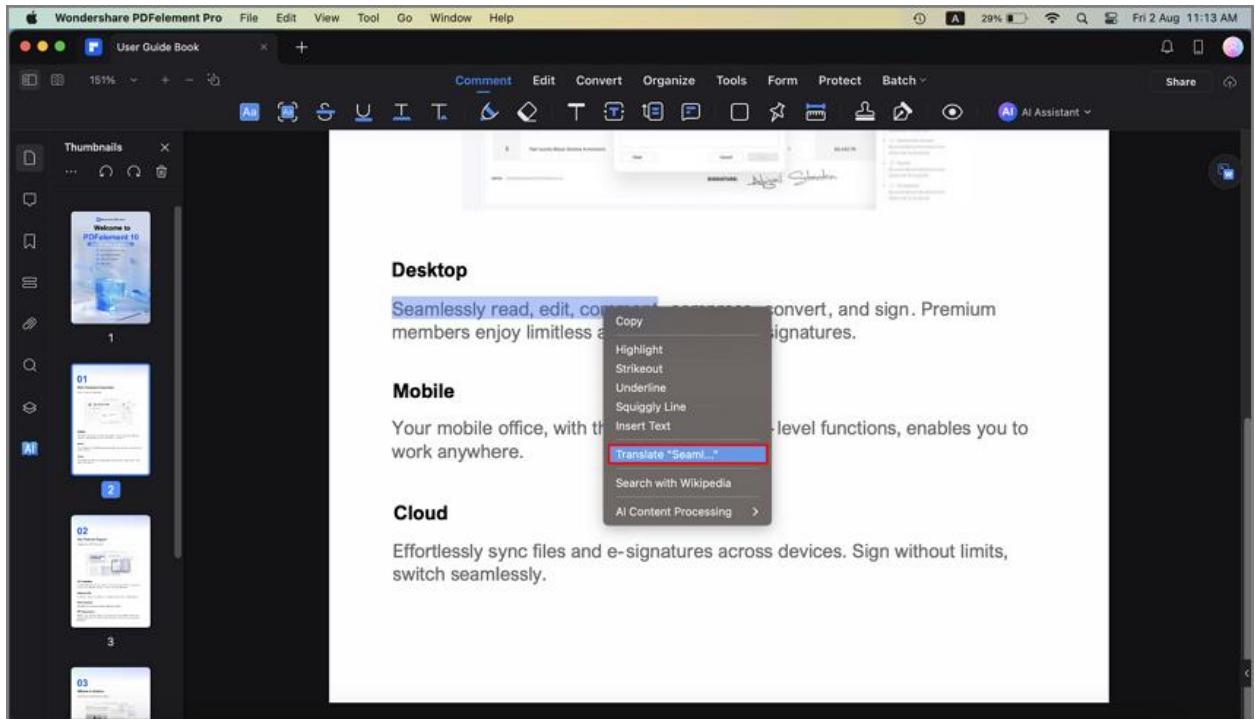 Wondershare PDFelement Pro File Edit View Tool Go Window Help A 29% Fri 2 Aug 11:13 AM
User Guide Book
151% Comment Edit Convert Organize Tools Form Protect Batch Share
AI AI Assistant
Thumbnails
Welcome to
PDFelement 10
1
01
2
02
3
03
AI
SIGNATURE:
Desktop
Seamlessly read, edit, comment, compress, convert, and sign. Premium
members enjoy limitless signatures.
Mobile
Your mobile office, with level functions, enables you to
work anywhere.
Cloud
Effortlessly sync files and e-signatures across devices. Sign without limits,
switch seamlessly.
Copy
Highlight
Strikeout
Underline
Squiggly Line
Insert Text
Translate "Seaml..."
Search with Wikipedia
AI Content Processing